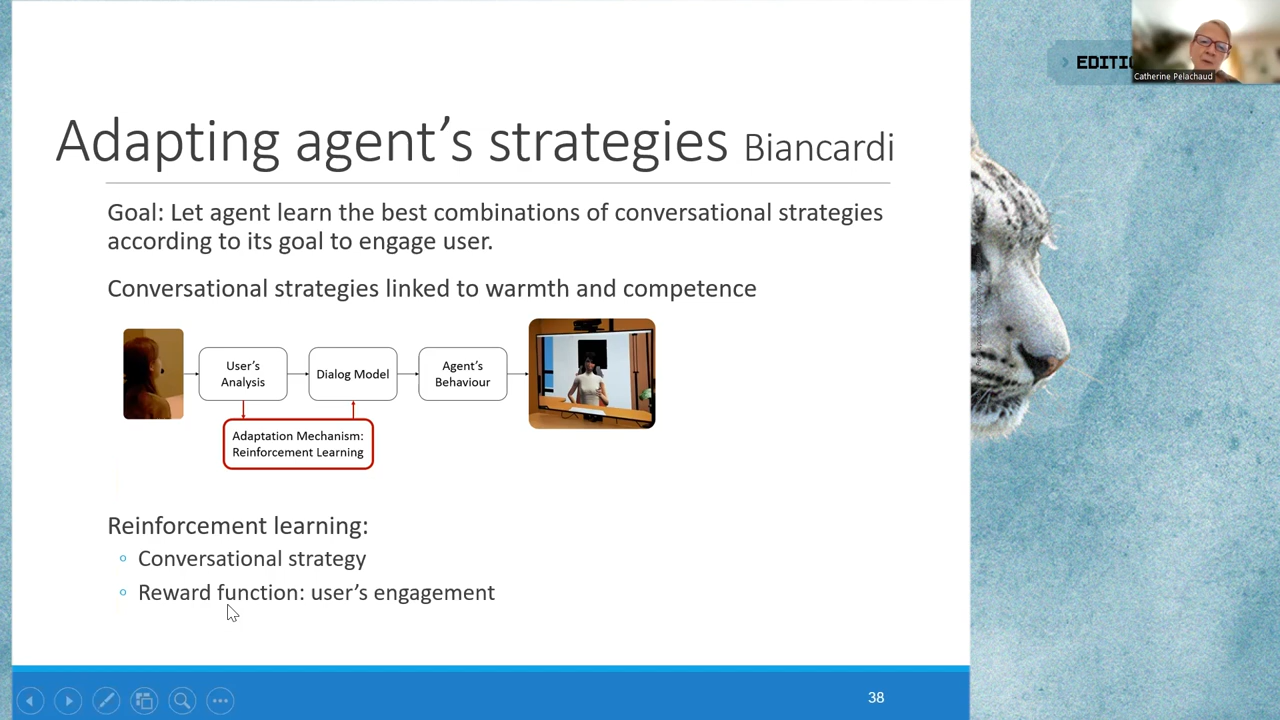 EDITIO
Catherine Pelachaud
Adapting agent's strategies Biancardi
Goal: Let agent learn the best combinations of conversational strategies
according to its goal to engage user.
Conversational strategies linked to warmth and competence
User's
Analysis
Dialog Model
Agent's
Behaviour
Adaptation Mechanism:
Reinforcement Learning
Reinforcement learning:
Conversational strategy
Reward function: user's engagement
38